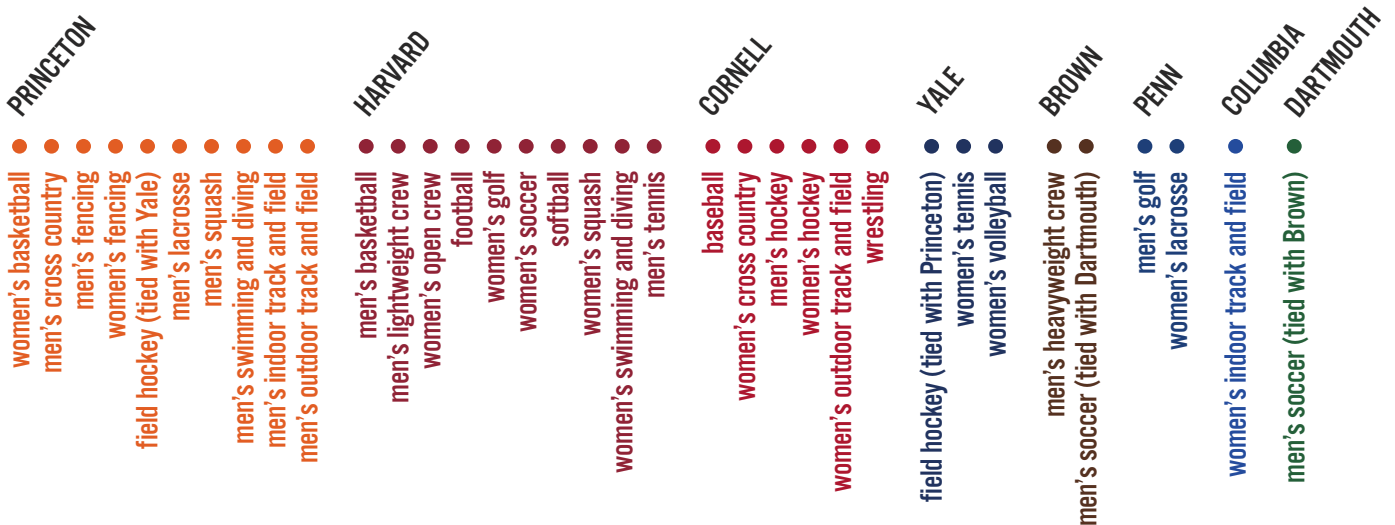 PRINCETON
women's basketball
men's cross country
men's fencing
women's fencing
field hockey (tied with Yale)
men's lacrosse
men's squash
men's swimming and diving
men's indoor track and field
men's outdoor track and field
HARVARD
men's basketball
men's lightweight crew
women's open crew
football
women's golf
women's soccer
softball
women's squash
women's swimming and diving
men's tennis
CORNELL
baseball
women's cross country
men's hockey
women's hockey
women's outdoor track and field
wrestling
YALE
field hockey (tied with Princeton)
women's tennis
women's volleyball
BROWN
men's heavyweight crew
men's soccer (tied with Dartmouth)
PENN
men's golf
women's lacrosse
COLUMBIA
women's indoor track and field
DARTMOUTH
men's soccer (tied with Brown)